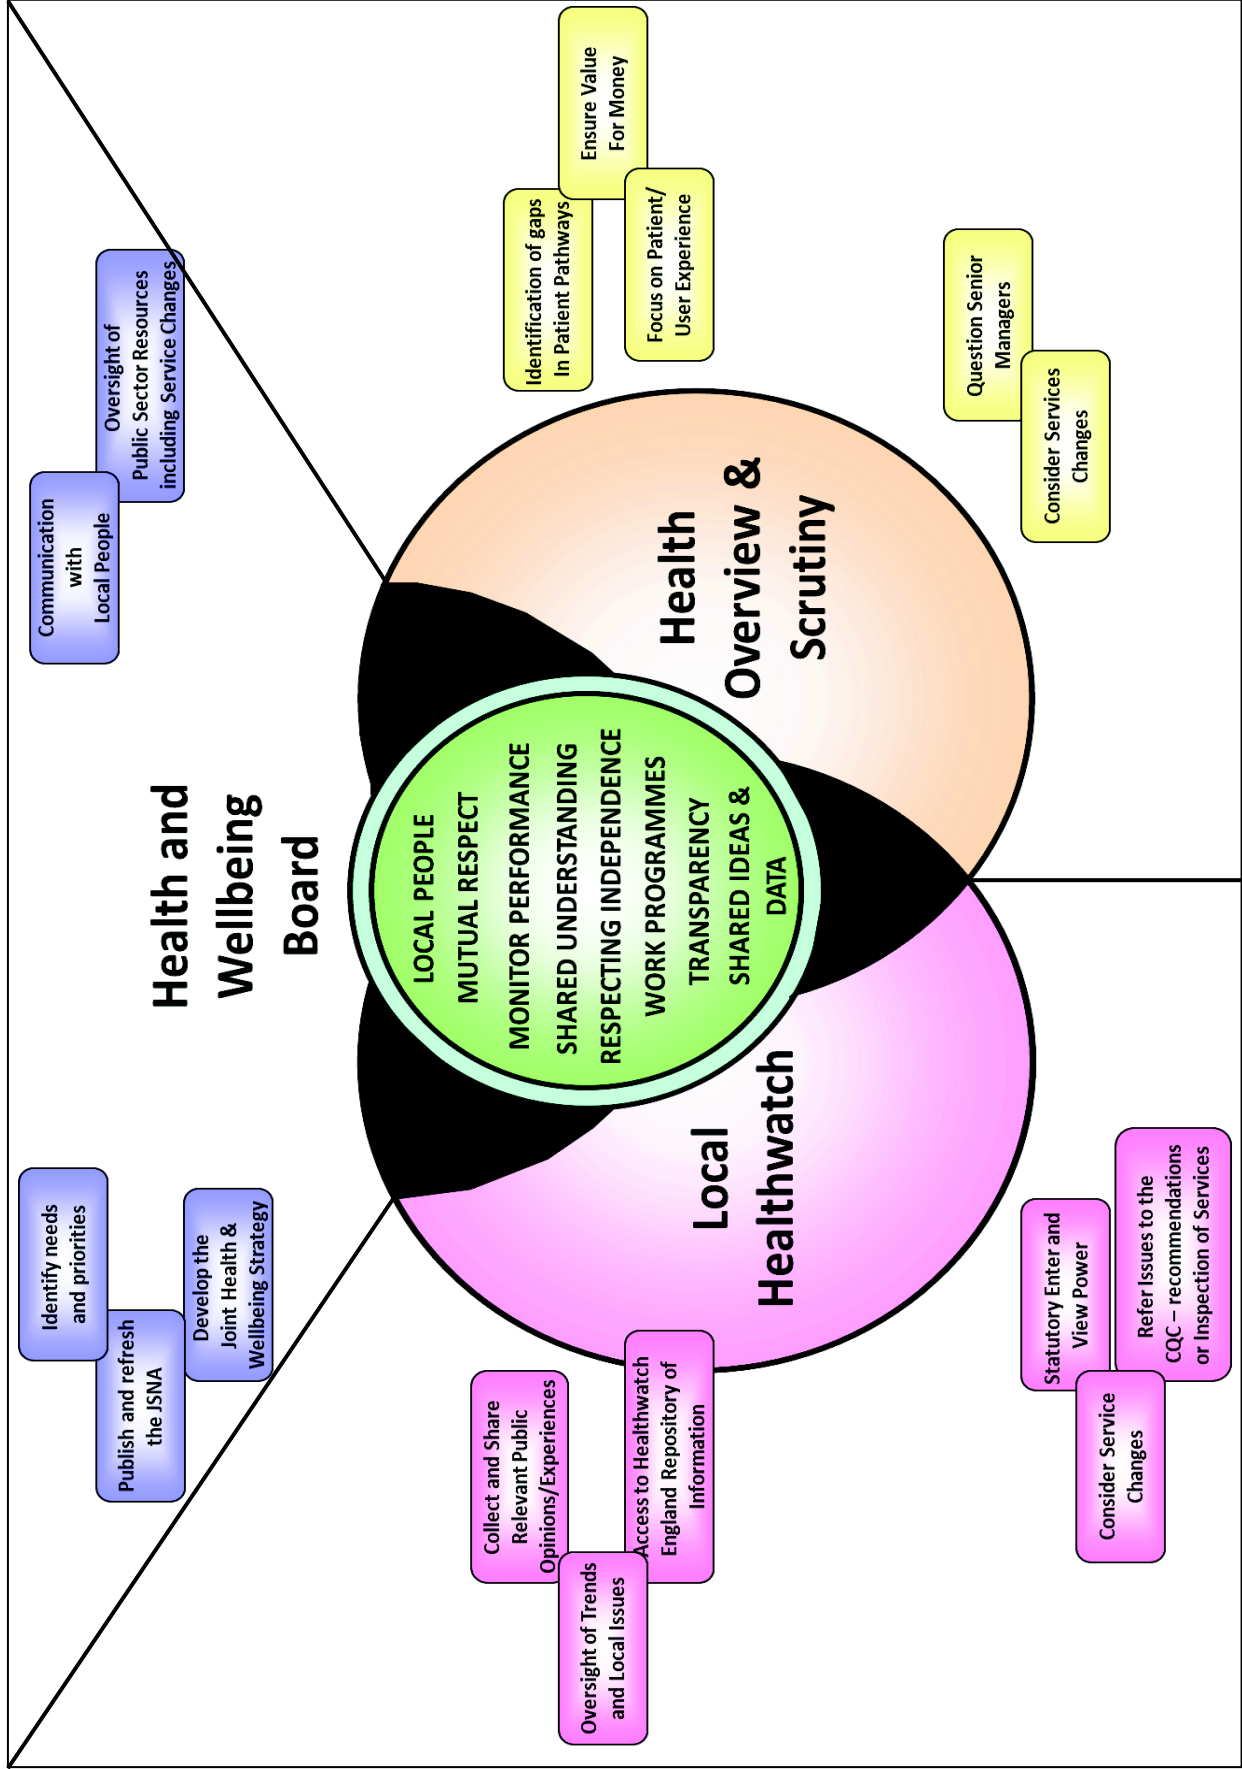 Identify needs
and priorities
Publish and refresh
the JSNA
Develop the
Joint Health &
Wellbeing Strategy
Health and
Wellbeing
Board
Communication
with
Local People
Oversight of
Public Sector Resources
including Service Changes
Collect and Share
Relevant Public
Opinions/Experiences
Oversight of Trends
and Local Issues
Access to Healthwatch
England Repository of
Information
LOCAL PEOPLE
MUTUAL RESPECT
MONITOR PERFORMANCE
SHARED UNDERSTANDING
RESPECTING INDEPENDENCE
WORK PROGRAMMES
TRANSPARENCY
SHARED IDEAS &
DATA
Identification of gaps
In Patient Pathways
Ensure Value
For Money
Focus on Patient/
User Experience
Local
Healthwatch
Health
Overview &
Scrutiny
Statutory Enter and
View Power
Consider Service
Changes
Refer Issues to the
CQC – recommendations
or Inspection of Services
Question Senior
Managers
Consider Services
Changes